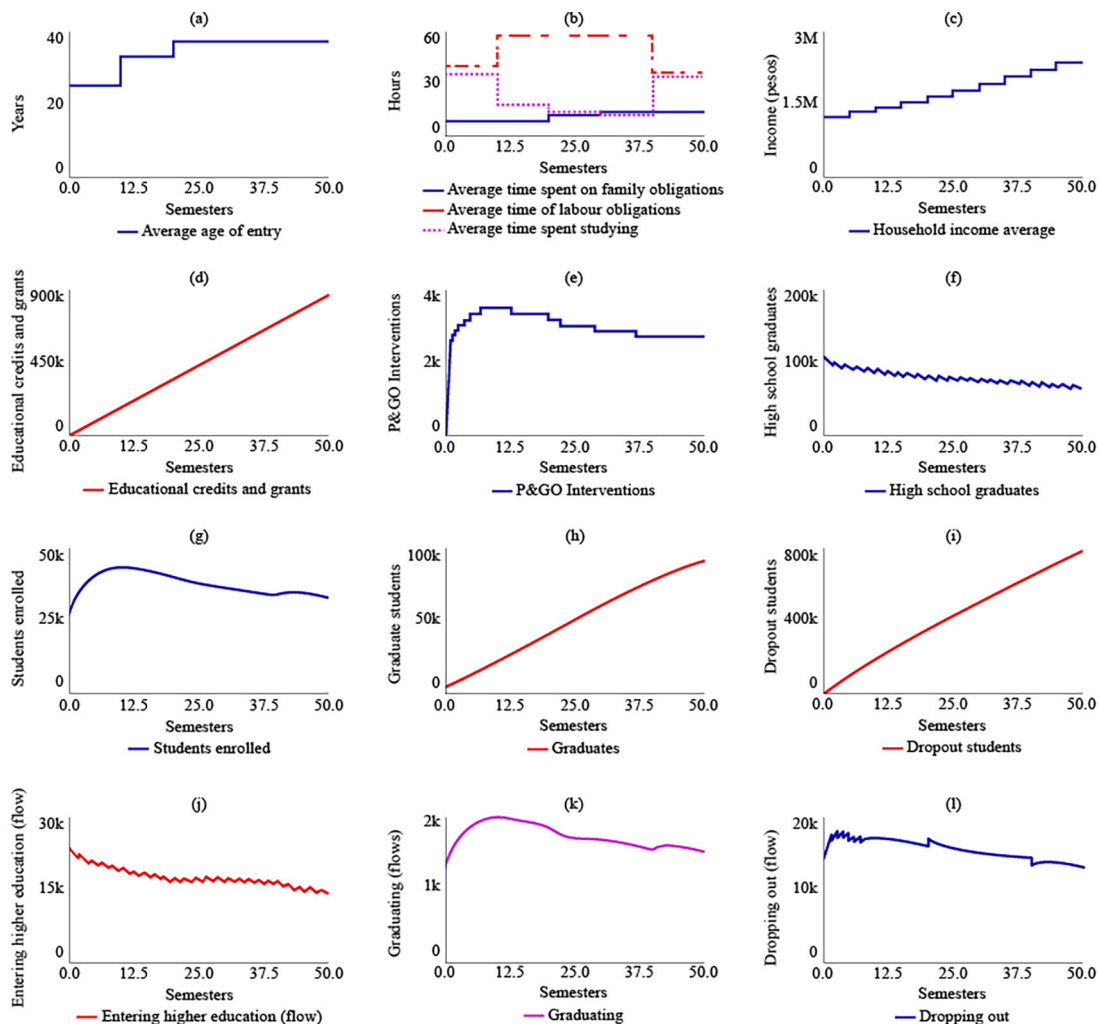 (a)
40
20
0
Years
0.0 12.5 25.0 37.5 50.0
Semesters
Average age of entry
(b)
60
30
0
Hours
0.0 12.5 25.0 37.5 50.0
Semesters
Average time spent on family obligations
Average time of labour obligations
Average time spent studying
(c)
3M
1.5M
0
Income (pesos)
0.0 12.5 25.0 37.5 50.0
Semesters
Household income average
(d)
900k
450k
0
Educational credits and grants
0.0 12.5 25.0 37.5 50.0
Semesters
Educational credits and grants
(e)
4k
2k
0
P&GO Interventions
0.0 12.5 25.0 37.5 50.0
Semesters
P&GO Interventions
(f)
200k
100k
0
High school graduates
0.0 12.5 25.0 37.5 50.0
Semesters
High school graduates
(g)
50k
25k
0
Students enrolled
0.0 12.5 25.0 37.5 50.0
Semesters
Students enrolled
(h)
100k
50k
0
Graduate students
0.0 12.5 25.0 37.5 50.0
Semesters
Graduates
(i)
800k
400k
0
Dropout students
0.0 12.5 25.0 37.5 50.0
Semesters
Dropout students
(j)
30k
15k
0
Entering higher education (flow)
0.0 12.5 25.0 37.5 50.0
Semesters
Entering higher education (flow)
(k)
2k
1k
0
Graduating (flows)
0.0 12.5 25.0 37.5 50.0
Semesters
Graduating
(l)
20k
10k
0
Dropping out (flow)
0.0 12.5 25.0 37.5 50.0
Semesters
Dropping out